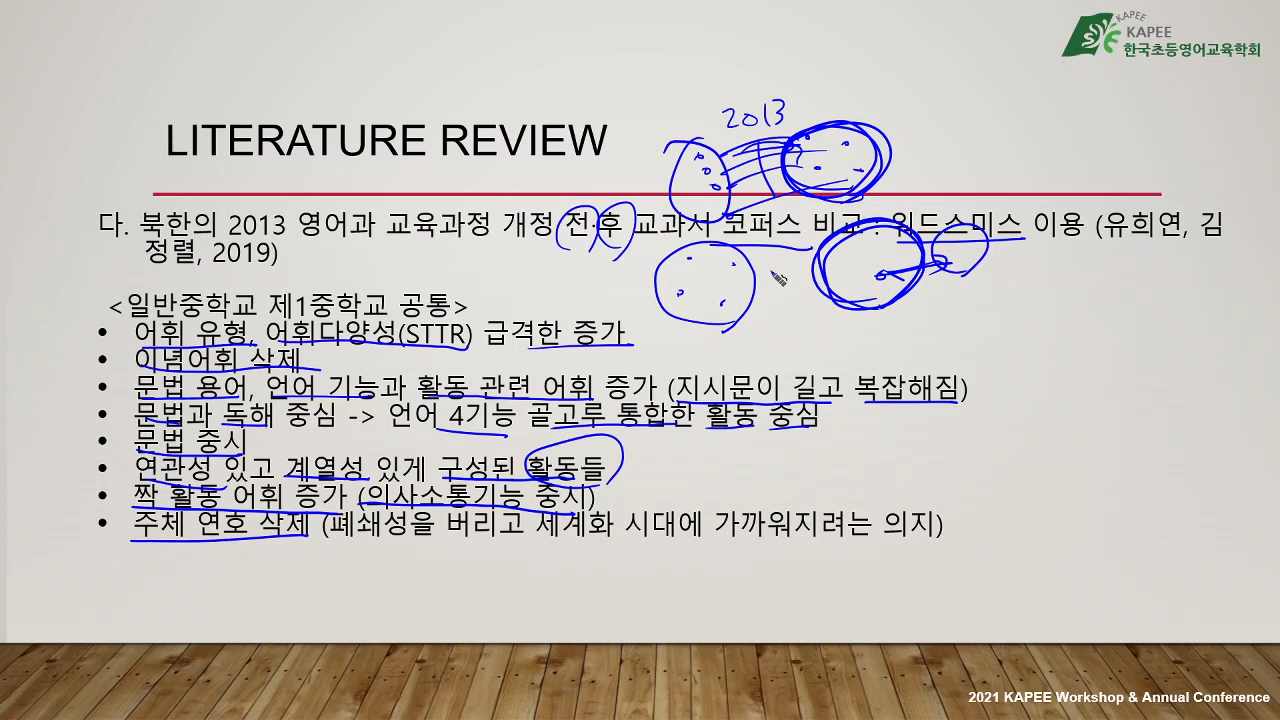 KAPEE
KAPEE
한국초등영어교육학회
2013
LITERATURE REVIEW
다. 북한의 2013 영어과 교육과정 개정 전·후 교과서 코퍼스 비교 : 워드스미스 이용 (유희연, 김
정렬, 2019)
<일반중학교 제1중학교 공통>
• 어휘 유형, 어휘다양성(STTR) 급격한 증가
• 이념어휘 삭제
• 문법 용어, 언어 기능과 활동 관련 어휘 증가 (지시문이 길고 복잡해짐)
• 문법과 독해 중심 -> 언어 4기능 골고루 통합한 활동 중심
• 문법 중시
• 연관성 있고 계열성 있게 구성된 활동들
• 짝 활동 어휘 증가 (의사소통기능 중시)
• 주체 연호 삭제 (폐쇄성을 버리고 세계화 시대에 가까워지려는 의지)
2021 KAPEE Workshop & Annual Conference